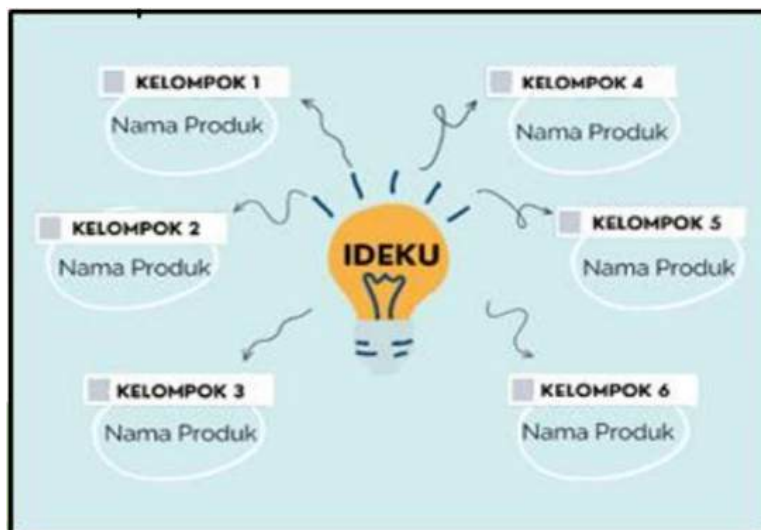 KELOMPOK 1
Nama Produk
KELOMPOK 4
Nama Produk
KELOMPOK 2
Nama Produk
IDEKU
KELOMPOK 5
Nama Produk
KELOMPOK 3
Nama Produk
KELOMPOK 6
Nama Produk